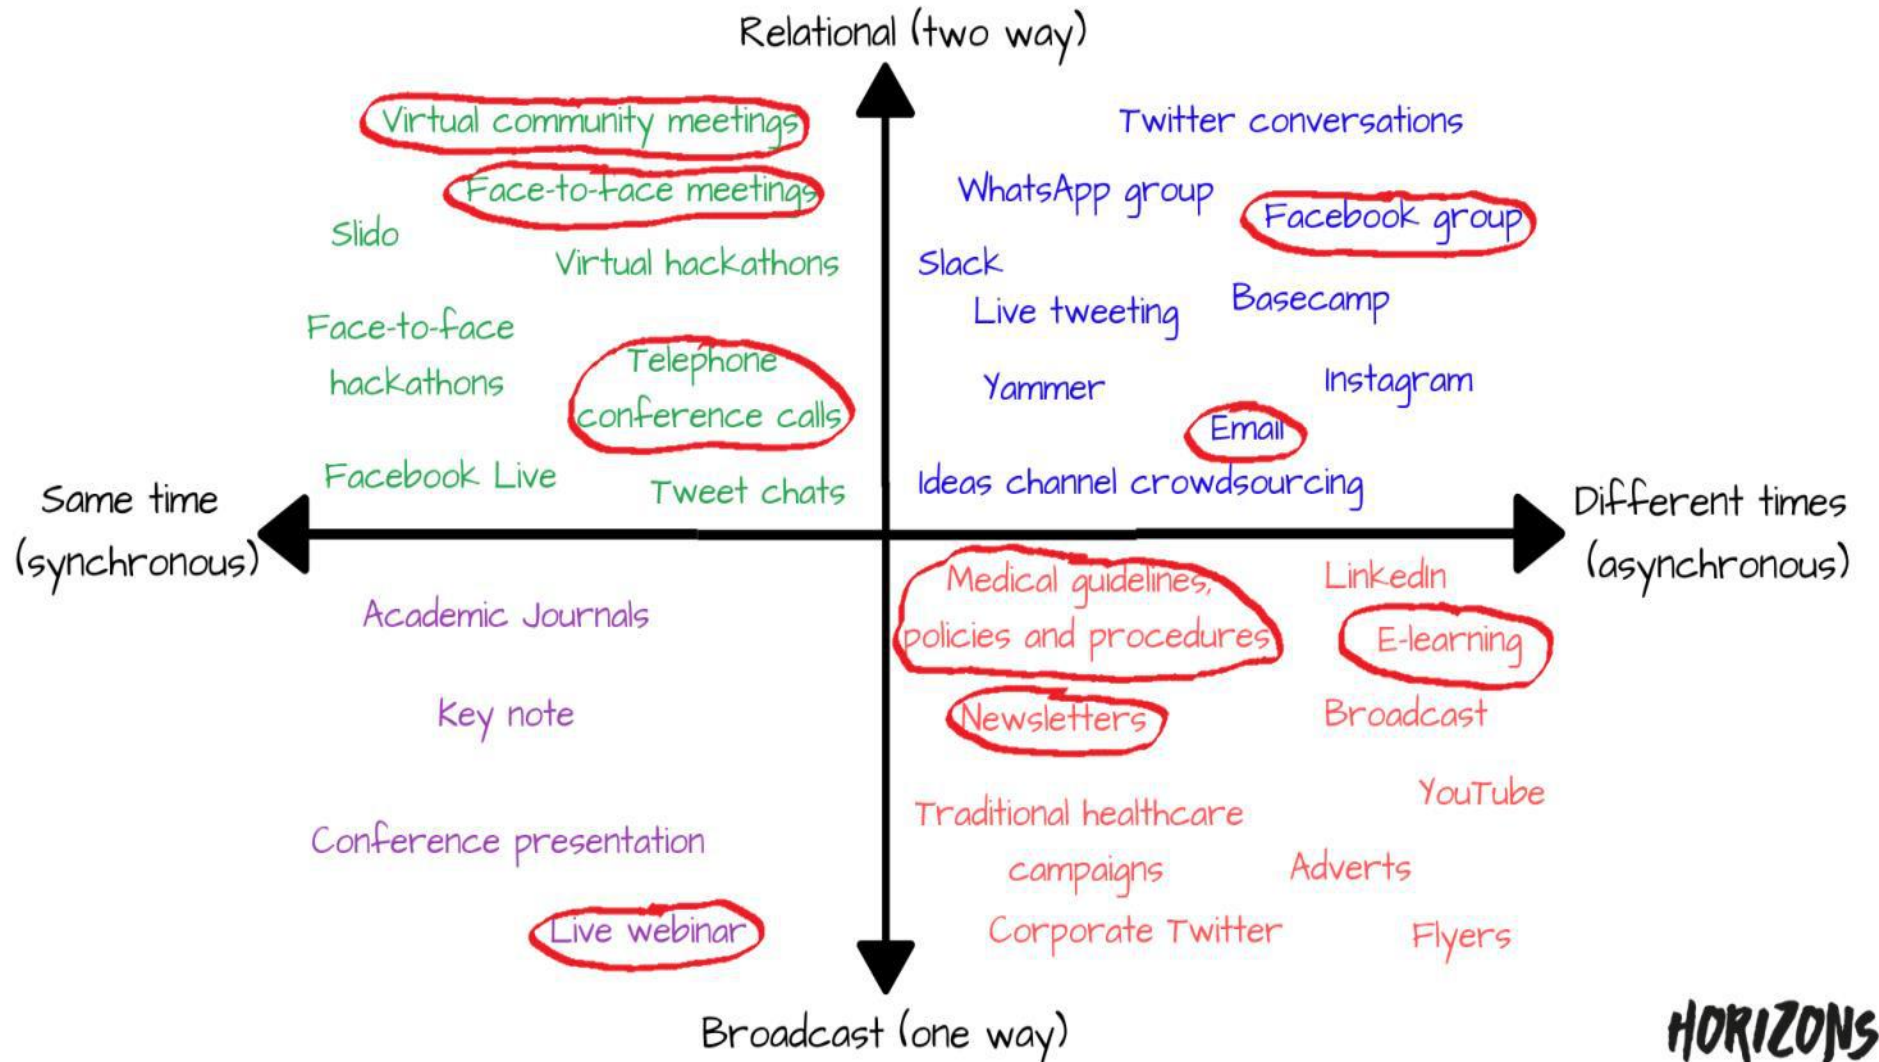 Relational (two way)
Virtual community meetings
Face-to-face meetings
Slido
Virtual hackathons
Face-to-face
hackathons
Telephone
conference calls
Facebook Live
Tweet chats
Twitter conversations
WhatsApp group
Facebook group
Slack
Basecamp
Live tweeting
Yammer
Instagram
Email
Ideas channel crowdsourcing
Same time
(synchronous)
Different times
(asynchronous)
Academic Journals
Key note
Conference presentation
Live webinar
Medical guidelines,
policies and procedures
LinkedIn
E-learning
Newsletters
Broadcast
YouTube
Traditional healthcare
campaigns
Adverts
Corporate Twitter
Flyers
Broadcast (one way)
HORIZONS